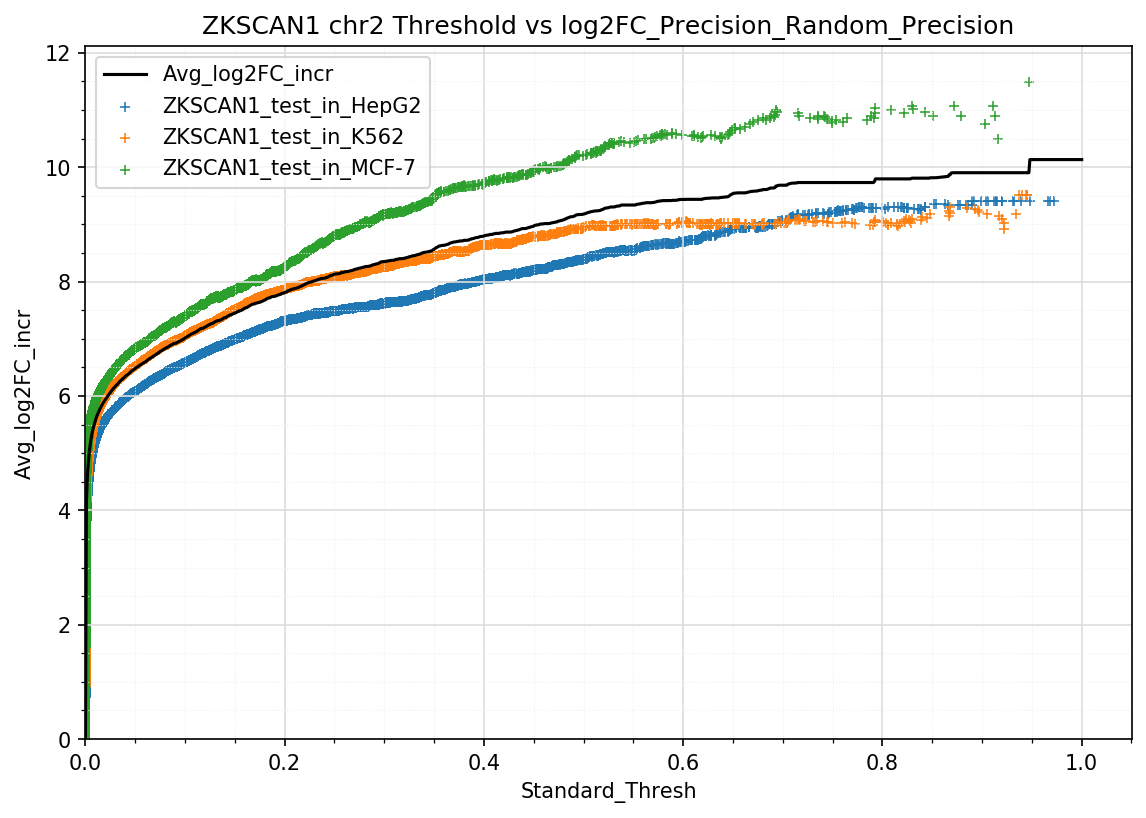 ZKSCAN1 chr2 Threshold vs log2FC_Precision_Random_Precision
Avg_log2FC_incr
ZKSCAN1_test_in_HepG2
ZKSCAN1_test_in_K562
ZKSCAN1_test_in_MCF-7
12
10
8
6
4
2
0
Avg_log2FC_incr
0.0 0.2 0.4 0.6 0.8 1.0
Standard_Thresh